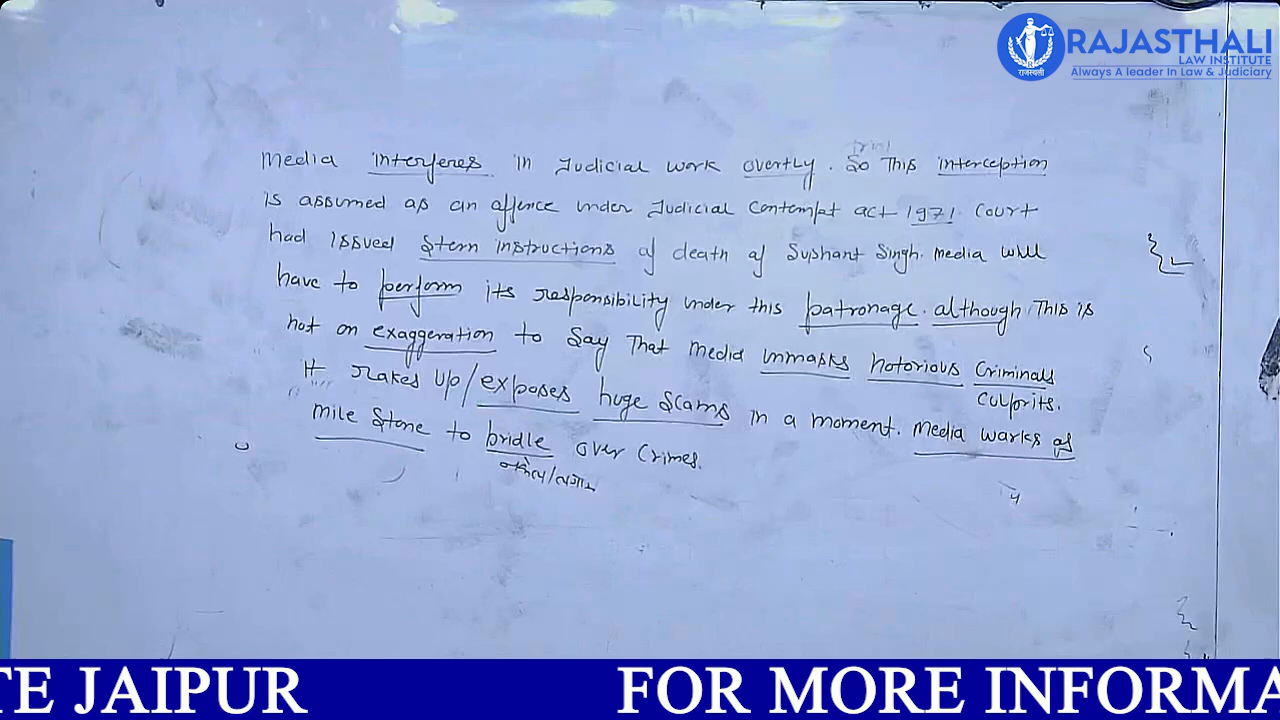 RAJASTHALI
LAW INSTITUTE
Always A leader In Law & Judiciary
राजस्थली
Media interferes in Judicial work overtly. So This interception
is assumed as an offence under Judicial Contempt act 1971. Court
had issued Stern instructions of death of Sushant Singh. Media will
have to perform its responsibility under this patronage. although This is
not an exaggeration to Say That Media unmasks notorious Criminals
culprits.
It rakes up/exposes huge scams in a moment. Media works as
mile stone to bridle over crimes.
नकेल/लगाम
TE JAIPUR
FOR MORE INFORMA